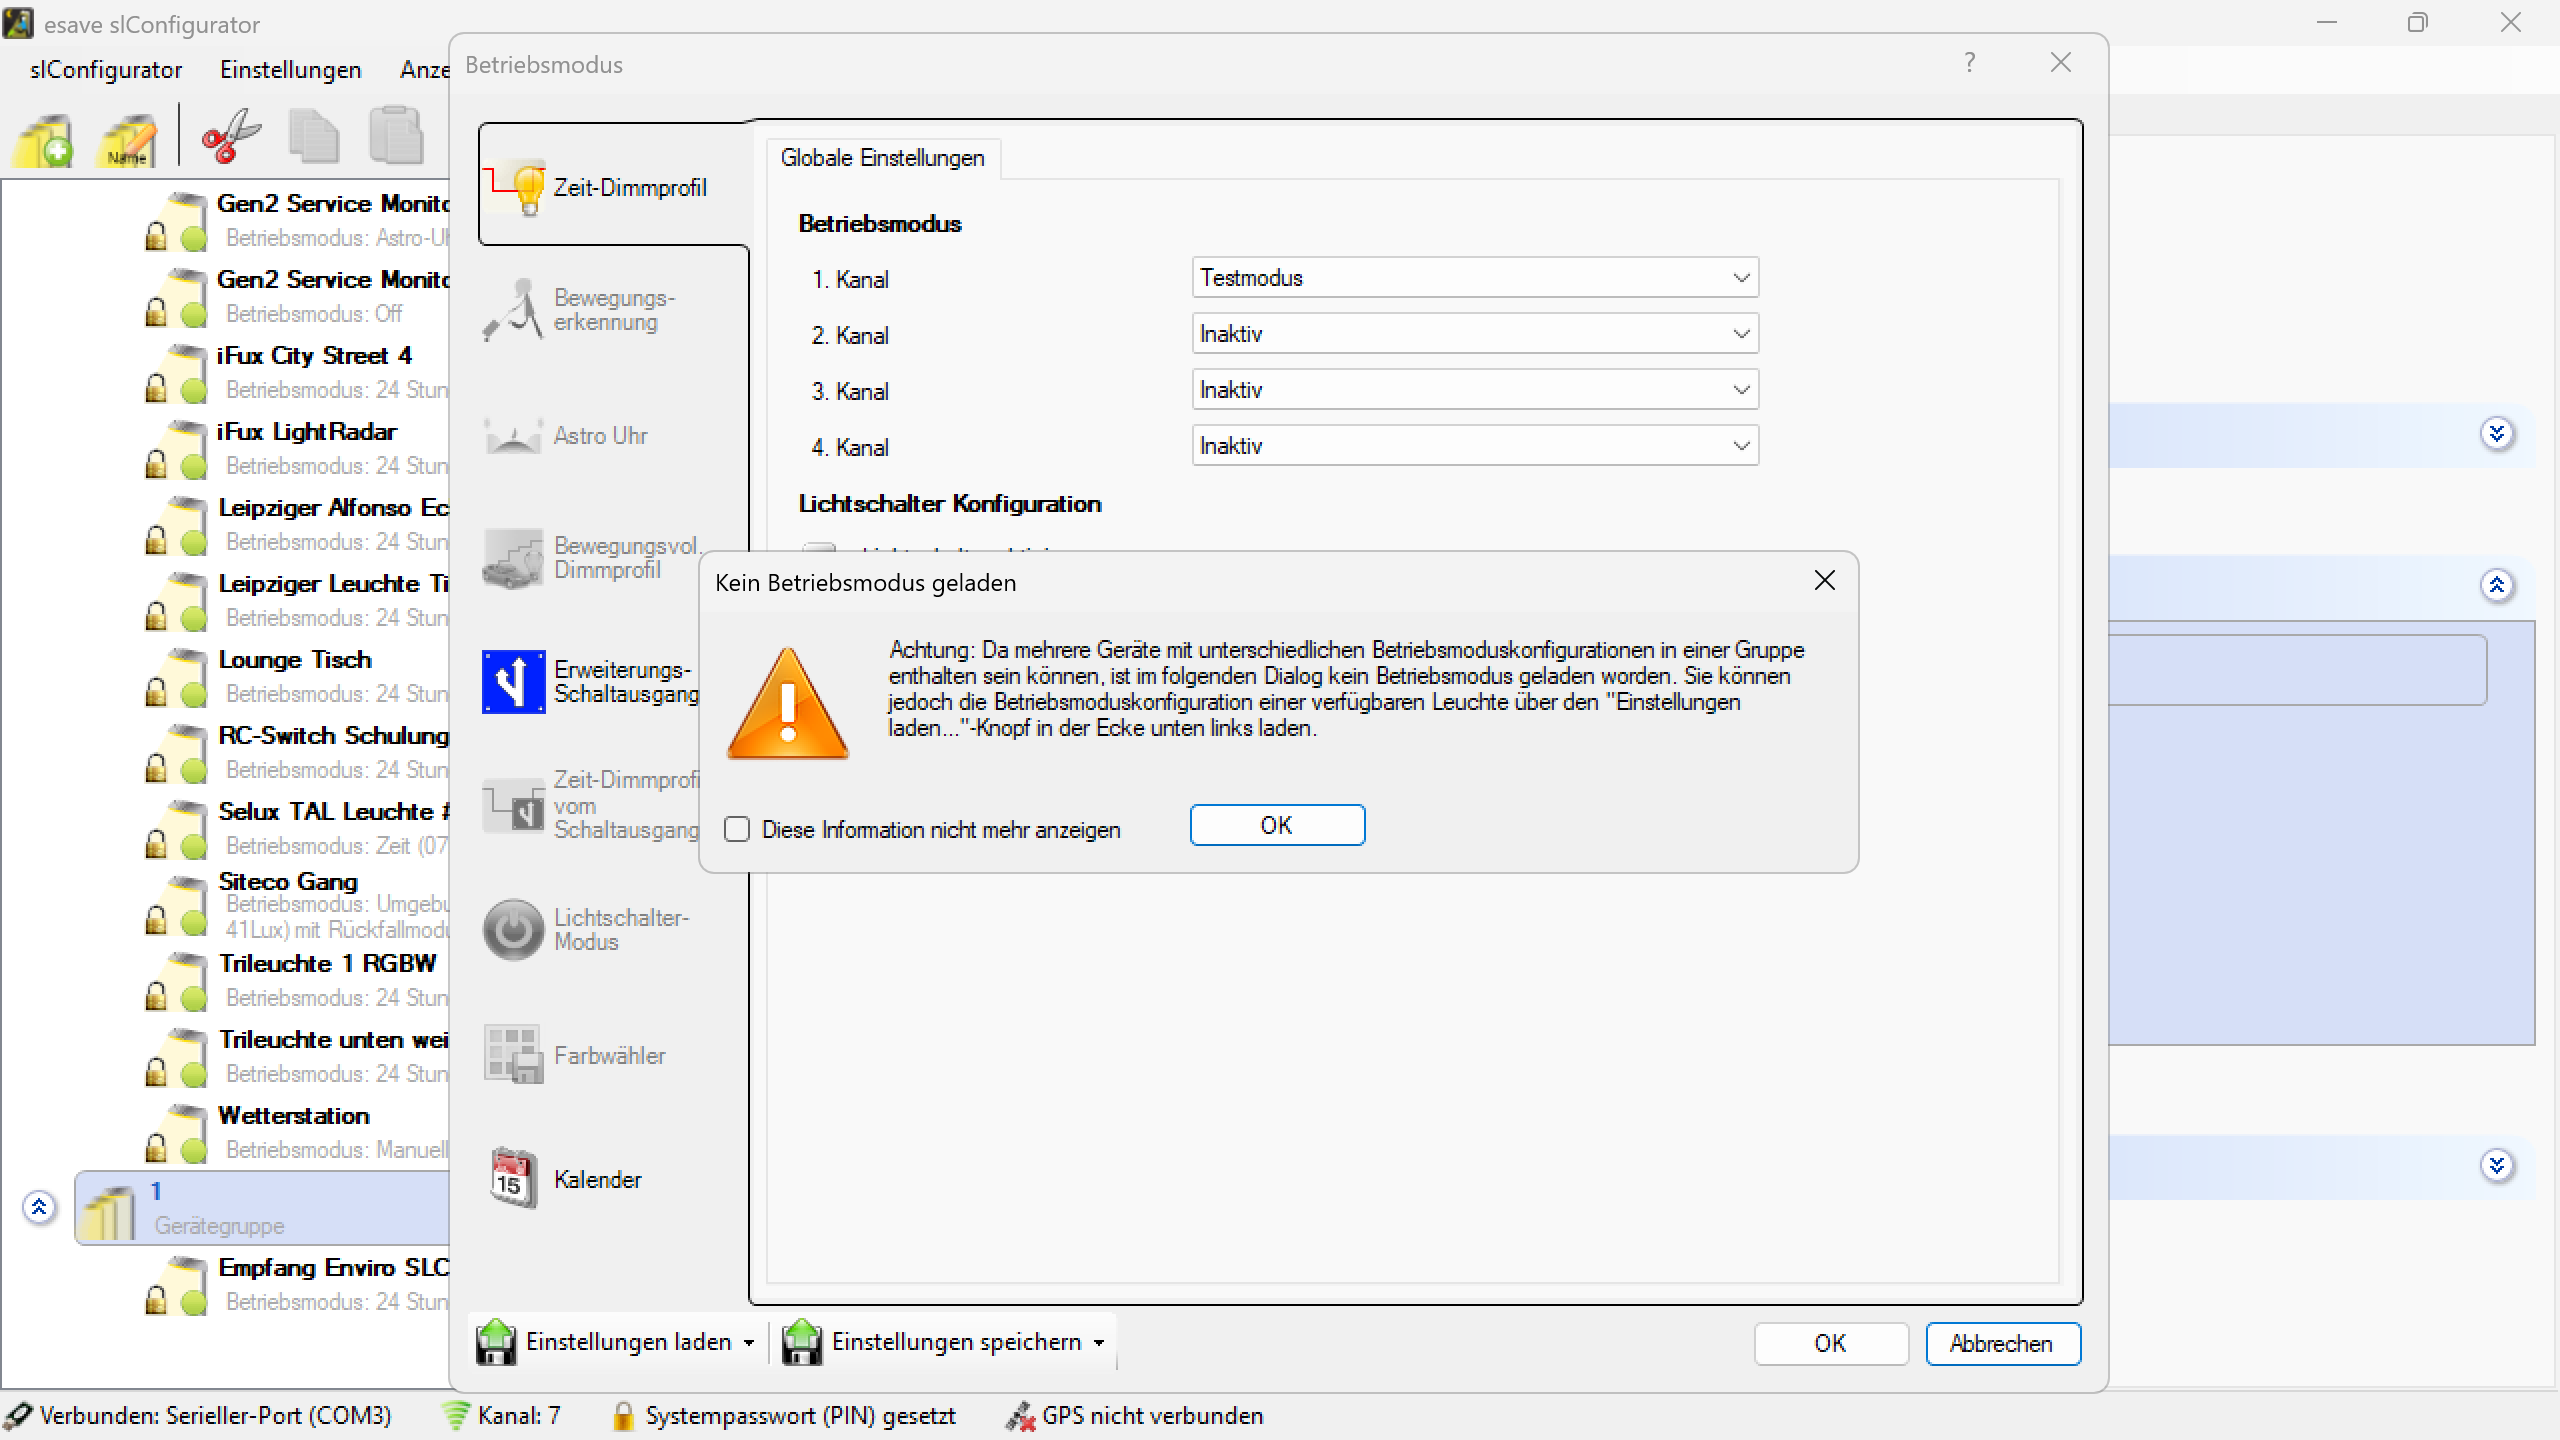 esave slConfigurator
slConfigurator Einstellungen Anze
Name
Gen2 Service Monito
Betriebsmodus: Astro-Uh
Gen2 Service Monito
Betriebsmodus: Off
iFux City Street 4
Betriebsmodus: 24 Stun
iFux LightRadar
Betriebsmodus: 24 Stun
Leipziger Alfonso Ec
Betriebsmodus: 24 Stun
Leipziger Leuchte Ti
Betriebsmodus: 24 Stun
Lounge Tisch
Betriebsmodus: 24 Stun
RC-Switch Schulung
Betriebsmodus: 24 Stun
Selux TAL Leuchte #
Betriebsmodus: Zeit (07
Siteco Gang
Betriebsmodus: Umgebu
41Lux) mit Rückfallmodu
Trileuchte 1 RGBW
Betriebsmodus: 24 Stun
Trileuchte unten wei
Betriebsmodus: 24 Stun
Wetterstation
Betriebsmodus: Manuell
1
Gerätegruppe
Empfang Enviro SLC
Betriebsmodus: 24 Stun
Betriebsmodus
?
Zeit-Dimmprofil
Bewegungs-
erkennung
Astro Uhr
Bewegungsvol.
Dimmprofil
Erweiterungs-
Schaltausgang
Zeit-Dimmprofil
vom
Schaltausgang
Lichtschalter-
Modus
Farbwähler
15
Kalender
Globale Einstellungen
Betriebsmodus
1. Kanal Testmodus
2. Kanal Inaktiv
3. Kanal Inaktiv
4. Kanal Inaktiv
Lichtschalter Konfiguration
Kein Betriebsmodus geladen
Achtung: Da mehrere Geräte mit unterschiedlichen Betriebsmoduskonfigurationen in einer Gruppe
enthalten sein können, ist im folgenden Dialog kein Betriebsmodus geladen worden. Sie können
jedoch die Betriebsmoduskonfiguration einer verfügbaren Leuchte über den "Einstellungen
laden..."-Knopf in der Ecke unten links laden.
Diese Information nicht mehr anzeigen
OK
Einstellungen laden Einstellungen speichern
OK Abbrechen
Verbunden: Serieller-Port (COM3) Kanal: 7 Systempasswort (PIN) gesetzt GPS nicht verbunden